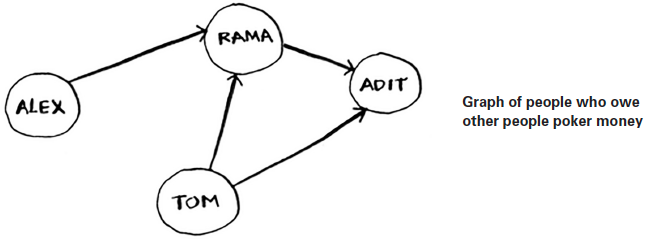 RAMA
ADIT
ALEX
TOM
Graph of people who owe
other people poker money